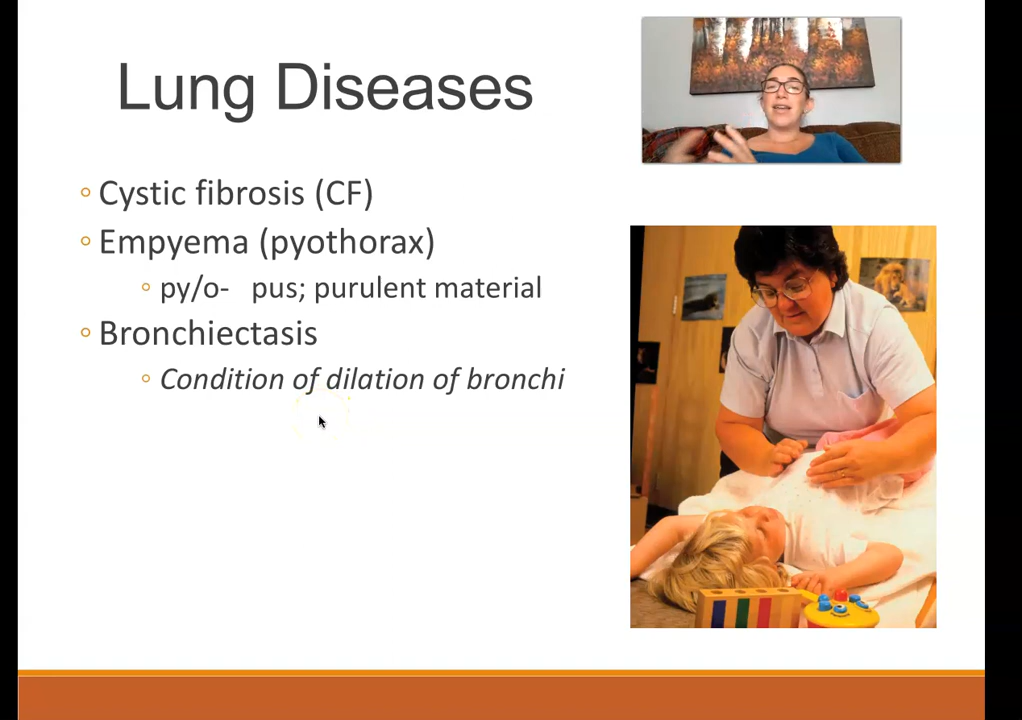 Lung Diseases
Cystic fibrosis (CF)
Empyema (pyothorax)
py/o- pus; purulent material
Bronchiectasis
Condition of dilation of bronchi